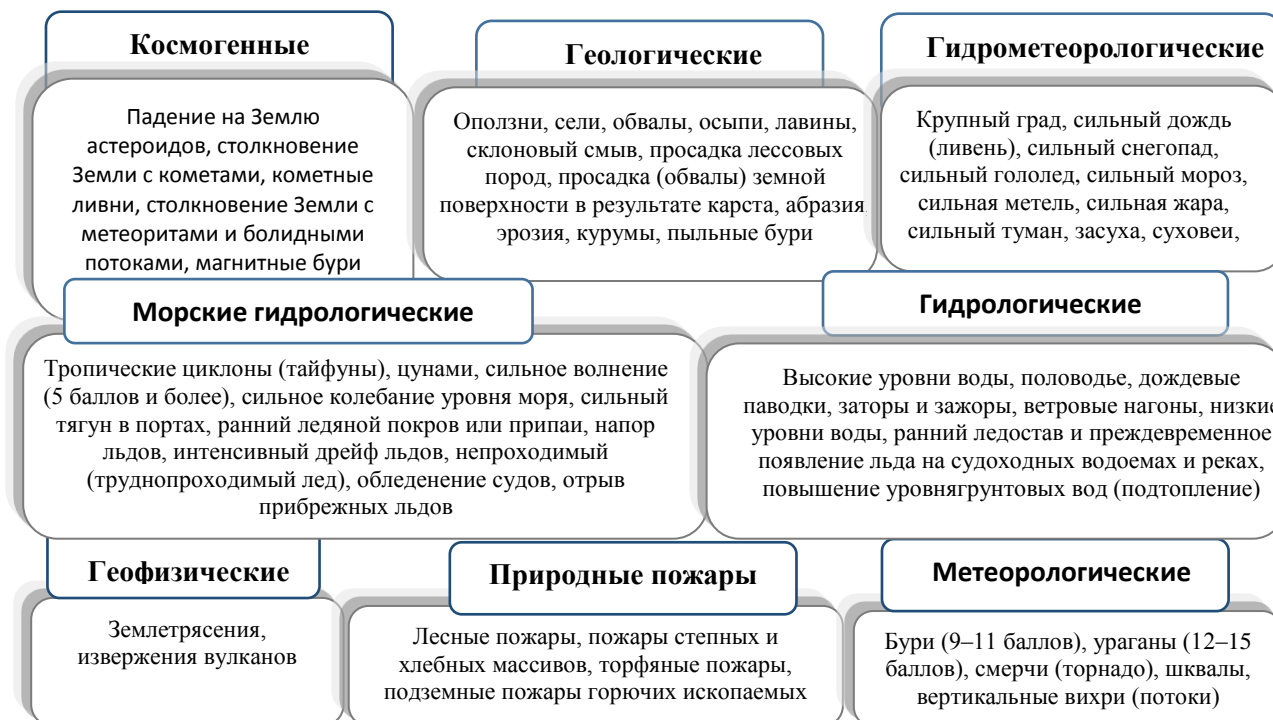 Космогенные
Падение на Землю
астероидов, столкновение
Земли с кометами, кометные
ливни, столкновение Земли с
метеоритами и болидными
потоками, магнитные бури
Геологические
Оползни, сели, обвалы, осыпи, лавины,
склоновый смыв, просадка лессовых
пород, просадка (обвалы) земной
поверхности в результате карста, абразия,
эрозия, курумы, пыльные бури
Гидрометеорологические
Крупный град, сильный дождь
(ливень), сильный снегопад,
сильный гололед, сильный мороз,
сильная метель, сильная жара,
сильный туман, засуха, суховеи,
Морские гидрологические
Тропические циклоны (тайфуны), цунами, сильное волнение
(5 баллов и более), сильное колебание уровня моря, сильный
тягун в портах, ранний ледяной покров или припаи, напор
льдов, интенсивный дрейф льдов, непроходимый
(труднопроходимый лед), обледенение судов, отрыв
прибрежных льдов
Гидрологические
Высокие уровни воды, половодье, дождевые
паводки, заторы и зажоры, ветровые нагоны, низкие
уровни воды, ранний ледостав и преждевременное
появление льда на судоходных водоемах и реках,
повышение уровнягрунтовых вод (подтопление)
Геофизические
Землетрясения,
извержения вулканов
Природные пожары
Лесные пожары, пожары степных и
хлебных массивов, торфяные пожары,
подземные пожары горючих ископаемых
Метеорологические
Бури (9–11 баллов), ураганы (12–15
баллов), смерчи (торнадо), шквалы,
вертикальные вихри (потоки)